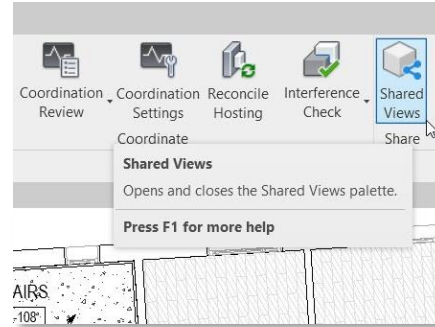 Coordination Review
Coordination Settings
Reconcile Hosting
Interference Check
Shared Views
Coordinate
Share
Shared Views
Opens and closes the Shared Views palette.
Press F1 for more help
AIRS
-108"